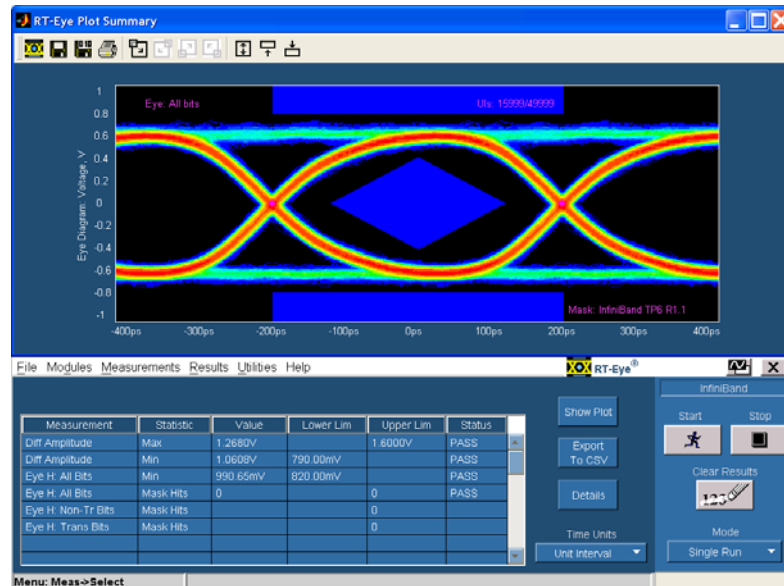 RT-Eye Plot Summary
Eye: All bits
UIs: 15999/49999
Eye Diagram: Voltage, V
1
0.8
0.6
0.4
0.2
0
-0.2
-0.4
-0.6
-0.8
-1
Mask: InfiniBand TP6 R1.1
-400ps -300ps -200ps -100ps 0ps 100ps 200ps 300ps 400ps
File Modules Measurements Results Utilities Help RT-Eye®
Measurement Statistic Value Lower Lim Upper Lim Status
Diff Amplitude Max 1.2680V 1.6000V PASS
Diff Amplitude Min 1.0608V 790.00mV PASS
Eye H: All Bits Min 990.65mV 820.00mV PASS
Eye H: All Bits Mask Hits 0 0 PASS
Eye H: Non-Tr Bits Mask Hits 0
Eye H: Trans Bits Mask Hits 0
Show Plot
Export
To CSV
Details
Time Units
Unit Interval
InfiniBand
Start Stop
Clear Results
123
Mode
Single Run
Menu: Meas->Select